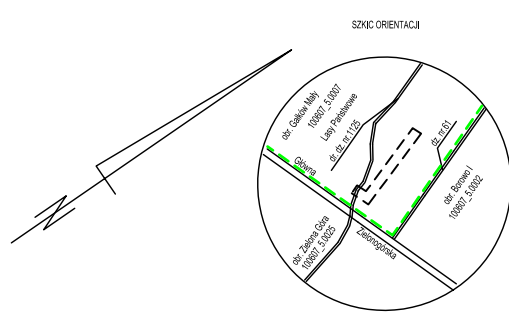 SZKIC ORIENTACJI
obr. Gałków Mały
100607_5.0007
Lasy Państwowe
dr. dz. nr.1125
dz. nr.61
Główna
obr. Borowo I
100607_5.0002
obr. Zielona Góra
100607_5.0025
Zielonogórska